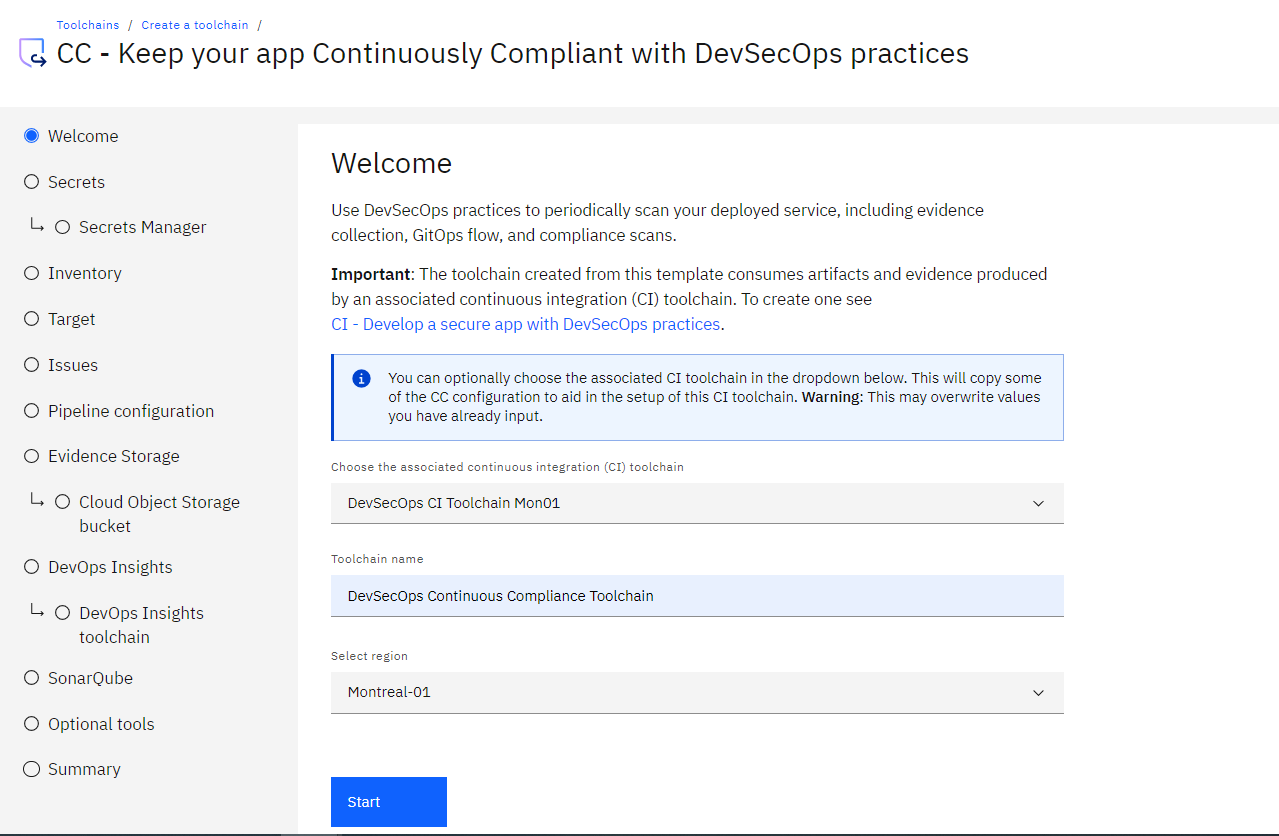 Toolchains / Create a toolchain /
CC - Keep your app Continuously Compliant with DevSecOps practices
Welcome
Secrets
Secrets Manager
Inventory
Target
Issues
Pipeline configuration
Evidence Storage
Cloud Object Storage
bucket
DevOps Insights
DevOps Insights
toolchain
SonarQube
Optional tools
Summary
Welcome
Use DevSecOps practices to periodically scan your deployed service, including evidence
collection, GitOps flow, and compliance scans.
Important: The toolchain created from this template consumes artifacts and evidence produced
by an associated continuous integration (CI) toolchain. To create one see
CI - Develop a secure app with DevSecOps practices.
You can optionally choose the associated CI toolchain in the dropdown below. This will copy some
of the CC configuration to aid in the setup of this CI toolchain. Warning: This may overwrite values
you have already input.
Choose the associated continuous integration (CI) toolchain
DevSecOps CI Toolchain Mon01
Toolchain name
DevSecOps Continuous Compliance Toolchain
Select region
Montreal-01
Start